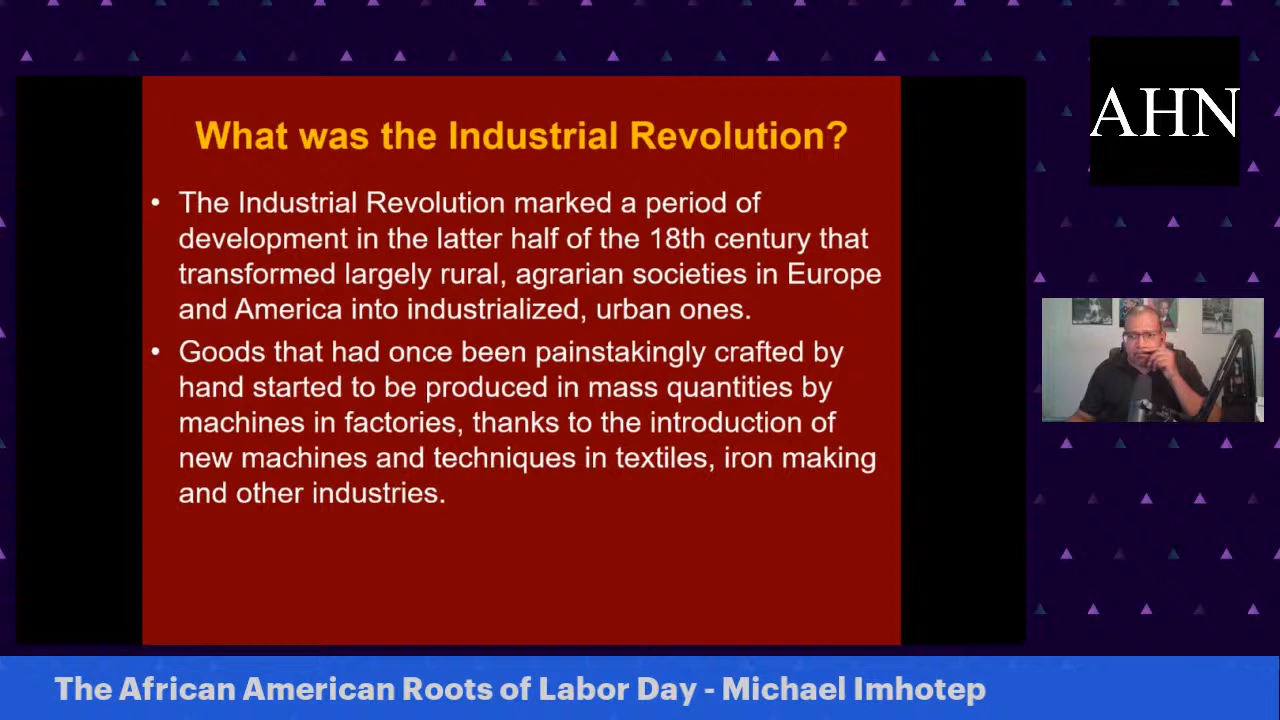 AHN
What was the Industrial Revolution?
• The Industrial Revolution marked a period of
development in the latter half of the 18th century that
transformed largely rural, agrarian societies in Europe
and America into industrialized, urban ones.
• Goods that had once been painstakingly crafted by
hand started to be produced in mass quantities by
machines in factories, thanks to the introduction of
new machines and techniques in textiles, iron making
and other industries.
The African American Roots of Labor Day - Michael Imhotep